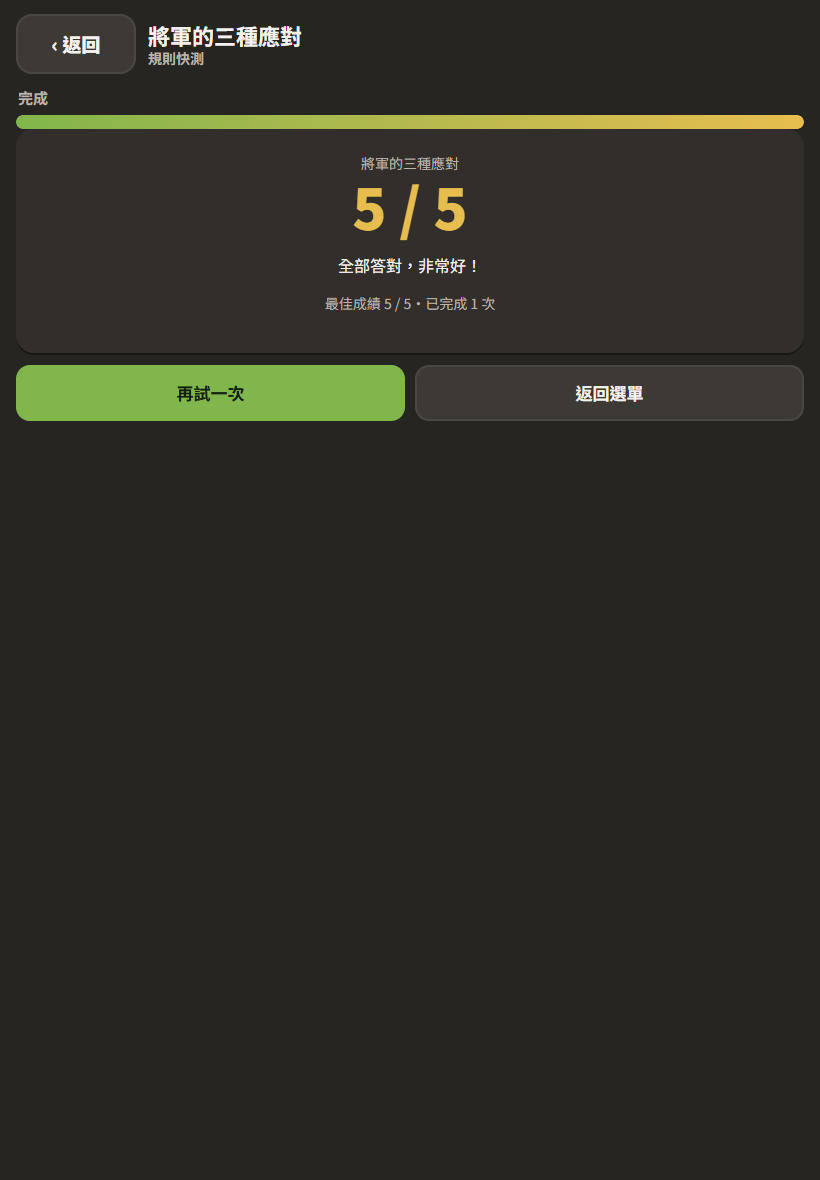 ‹ 返回
將軍的三種應對
規則快測
完成
將軍的三種應對
5 / 5
全部答對，非常好！
最佳成績 5 / 5・已完成 1 次
再試一次
返回選單